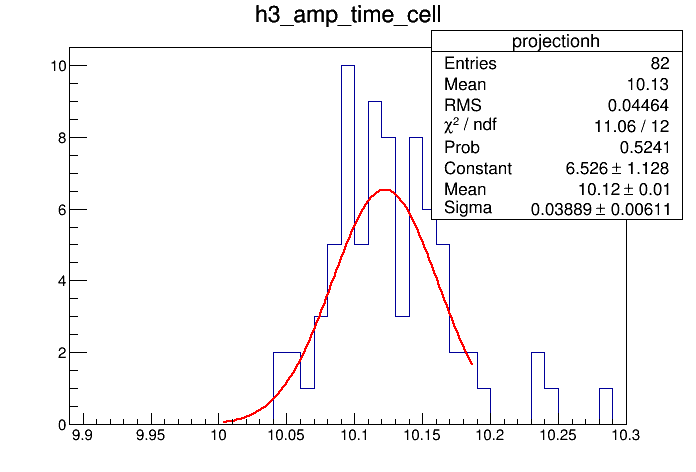 h3_amp_time_cell
projectionh
Entries 82
Mean 10.13
RMS 0.04464
χ² / ndf 11.06 / 12
Prob 0.5241
Constant 6.526 ± 1.128
Mean 10.12 ± 0.01
Sigma 0.03889 ± 0.00611
10
8
6
4
2
0
9.9 9.95 10 10.05 10.1 10.15 10.2 10.25 10.3